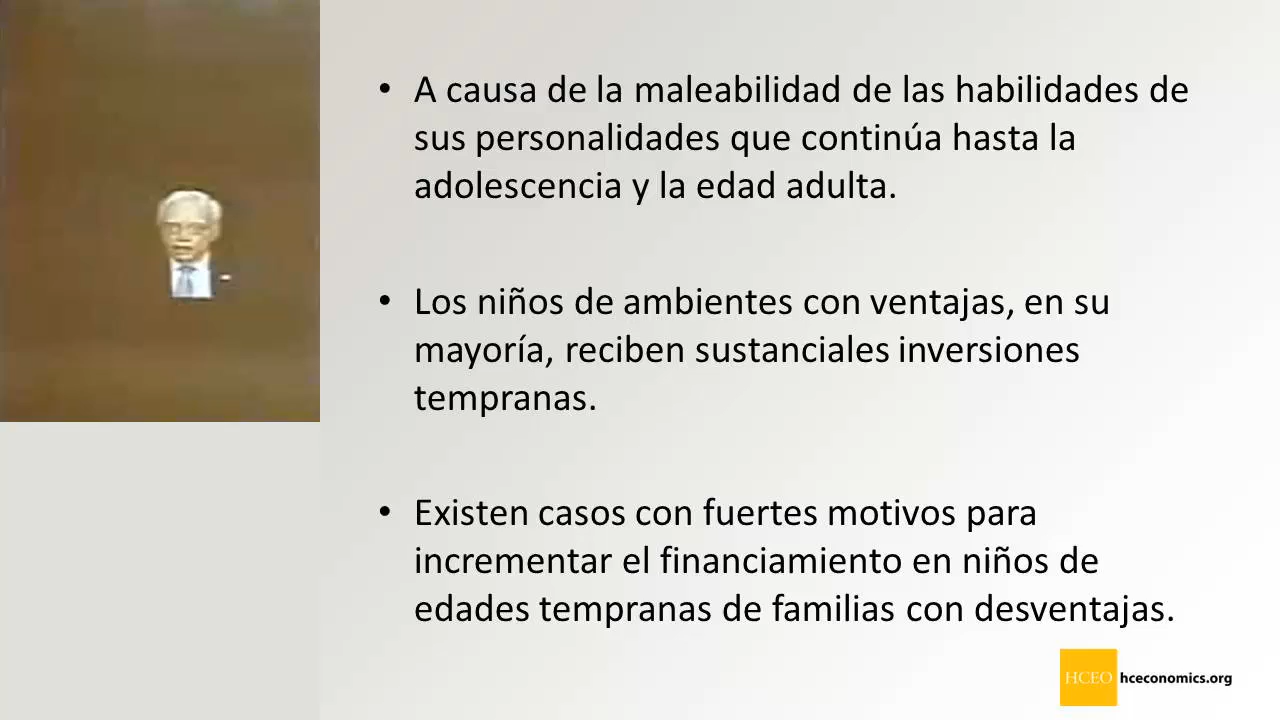 • A causa de la maleabilidad de las habilidades de
sus personalidades que continúa hasta la
adolescencia y la edad adulta.
• Los niños de ambientes con ventajas, en su
mayoría, reciben sustanciales inversiones
tempranas.
• Existen casos con fuertes motivos para
incrementar el financiamiento en niños de
edades tempranas de familias con desventajas.
HCEO hceconomics.org